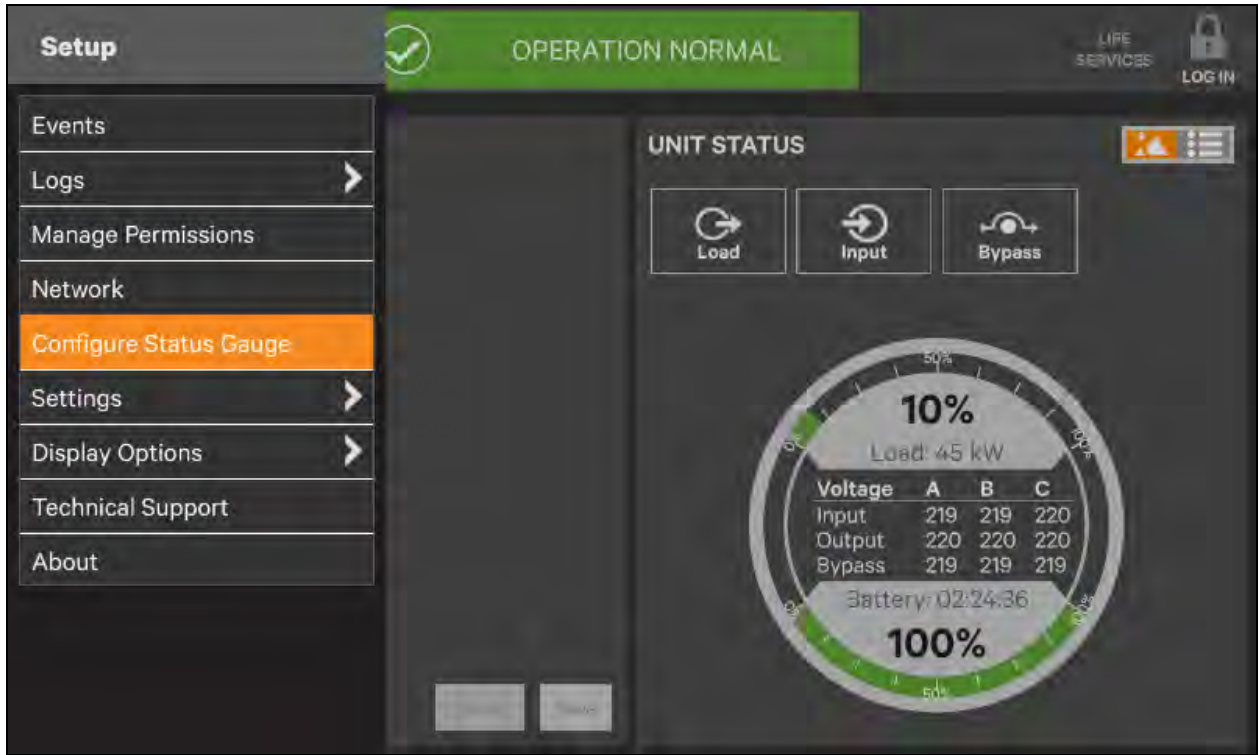 Setup
OPERATION NORMAL
LIFE
SERVICES
LOG IN
Events
Logs
Manage Permissions
Network
Configure Status Gauge
Settings
Display Options
Technical Support
About
UNIT STATUS
Load
Input
Bypass
50%
0%
100%
10%
Load: 45 kW
Voltage A B C
Input 219 219 220
Output 220 220 220
Bypass 219 219 219
Battery: 02:24:36
100%
0%
100%
50%